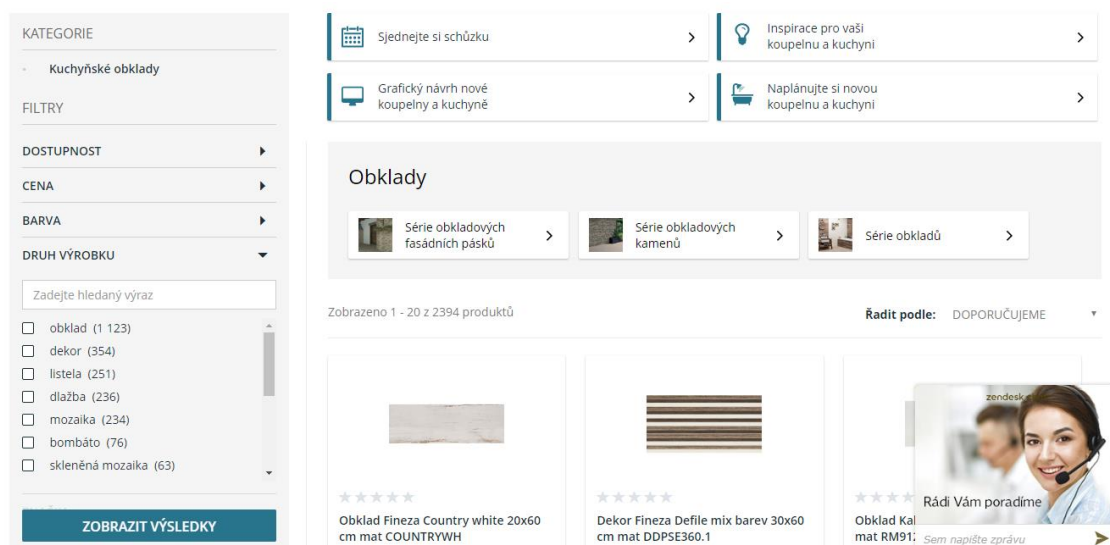 KATEGORIE
- Kuchyňské obklady
FILTRY
DOSTUPNOST
CENA
BARVA
DRUH VÝROBKU
Zadejte hledaný výraz
obklad (1 123)
dekor (354)
listela (251)
dlažba (236)
mozaika (234)
bombáto (76)
skleněná mozaika (63)
ZOBRAZIT VÝSLEDKY
Sjednejte si schůzku
Inspirace pro vaši
koupelnu a kuchyni
Grafický návrh nové
koupelny a kuchyně
Naplánujte si novou
koupelnu a kuchyni
Obklady
Série obkladových
fasádních pásků
Série obkladových
kamenů
Série obkladů
Zobrazeno 1 - 20 z 2394 produktů
Řadit podle: DOPORUČUJEME
Obklad Fineza Country white 20x60
cm mat COUNTRYWH
Dekor Fineza Defile mix barev 30x60
cm mat DDPSE360.1
Obklad Kal
mat RM912
zendesk
Rádi Vám poradíme
Sem napište zprávu